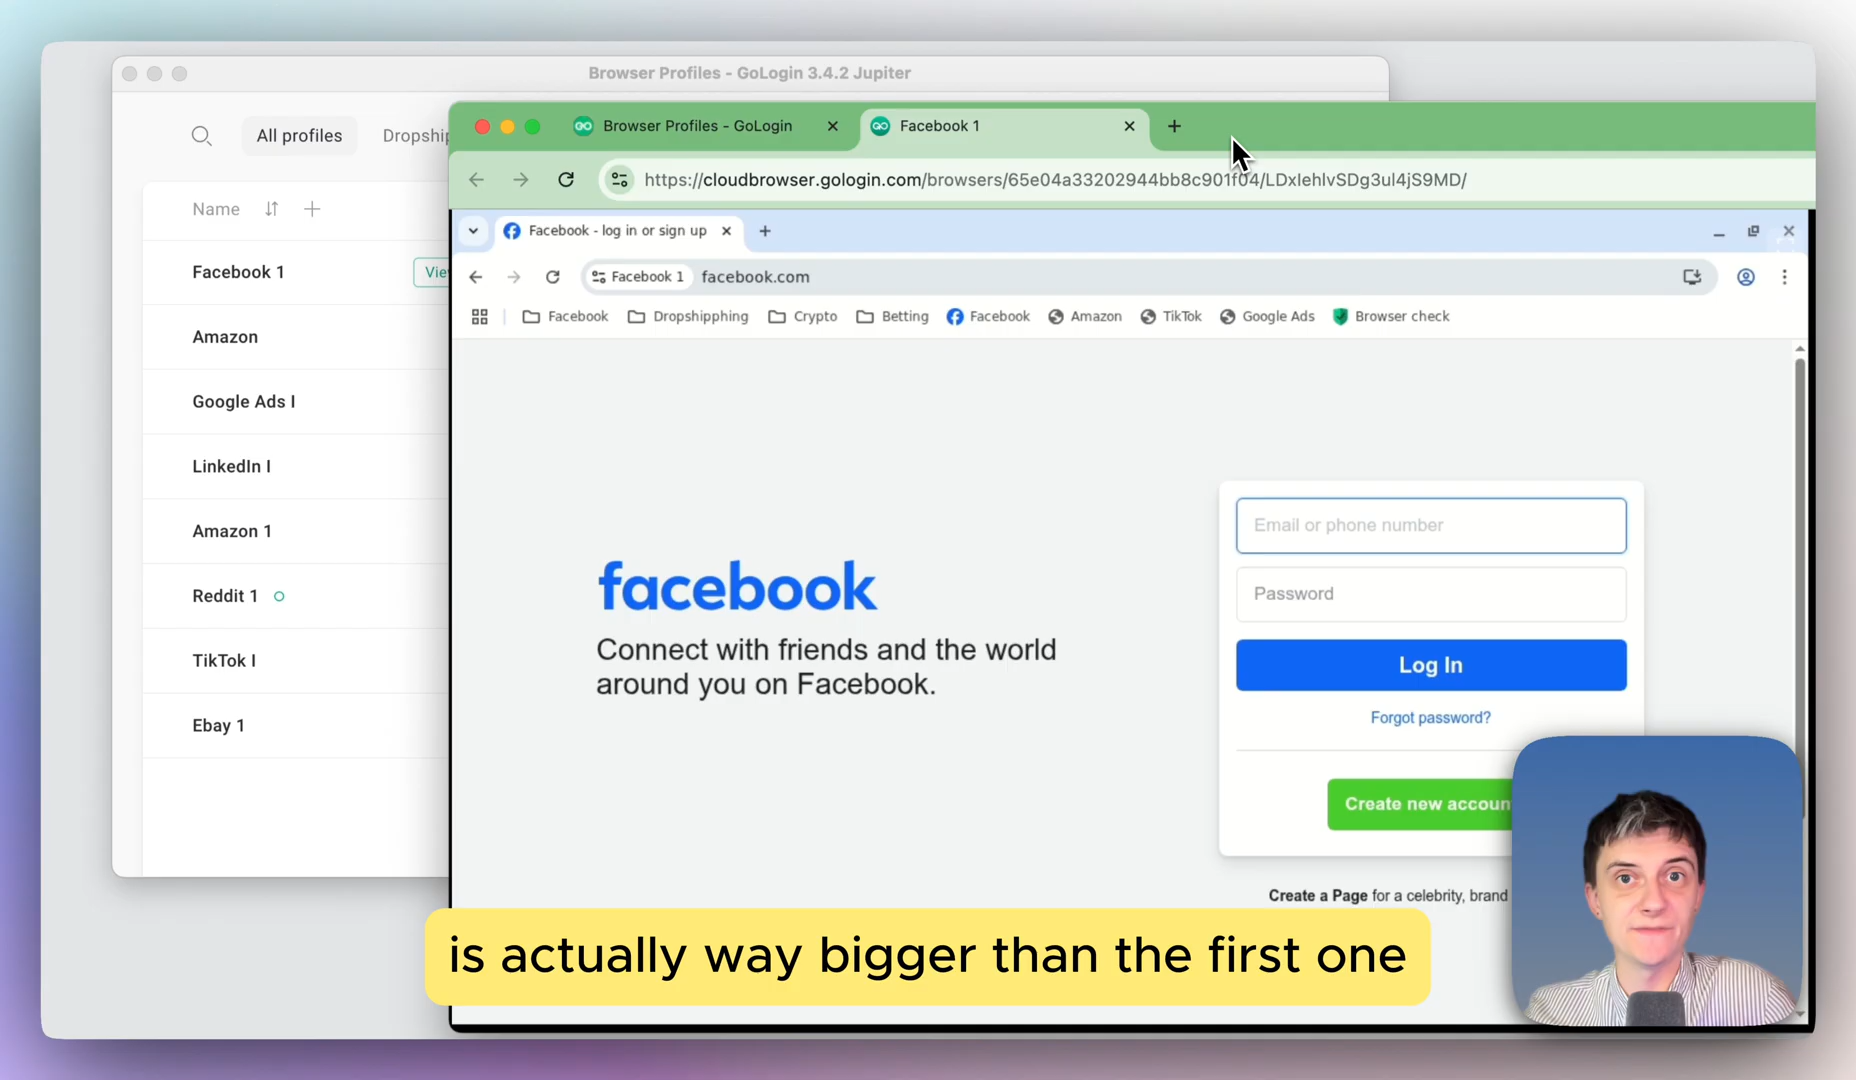 Browser Profiles - GoLogin 3.4.2 Jupiter
All profiles
Name
Facebook 1
Amazon
Google Ads I
LinkedIn I
Amazon 1
Reddit 1
TikTok I
Ebay 1
Browser Profiles - GoLogin
Facebook 1
https://cloudbrowser.gologin.com/browsers/65e04a33202944bb8c901f04/LDxIehlvSDg3ul4jS9MD/
Facebook - log in or sign up
Facebook 1 facebook.com
Facebook Dropshipphing Crypto Betting Facebook Amazon TikTok Google Ads Browser check
facebook
Connect with friends and the world
around you on Facebook.
Email or phone number
Password
Log In
Forgot password?
Create new accoun
Create a Page for a celebrity, brand
is actually way bigger than the first one